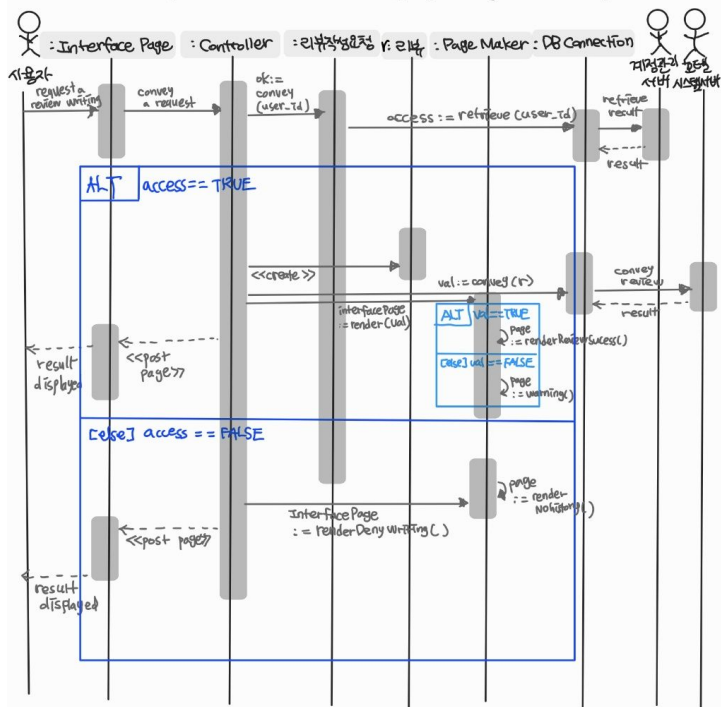 : Interface Page
: Controller
: 리뷰작성요청
r: 리뷰
: Page Maker
: DB Connection
사용자
계정관리
서버
호텔
시스템서버
request a
review writing
convey
a request
ok:=
convey
(user_id)
access := retrieve (user_id)
retrieve
result
result
ALT
access== TRUE
<<create>>
val:=convey(r)
convey
review
result
interfacePage
:= render(val)
ALT
val==TRUE
page
:= renderReviewSucess()
[else] val==FALSE
page
:= warning()
result
displayed
<<post
page>>
[else] access == FALSE
page
:= render
NoHistory()
InterfacePage
:= renderDenyWriting( )
<<post page>>
result
displayed